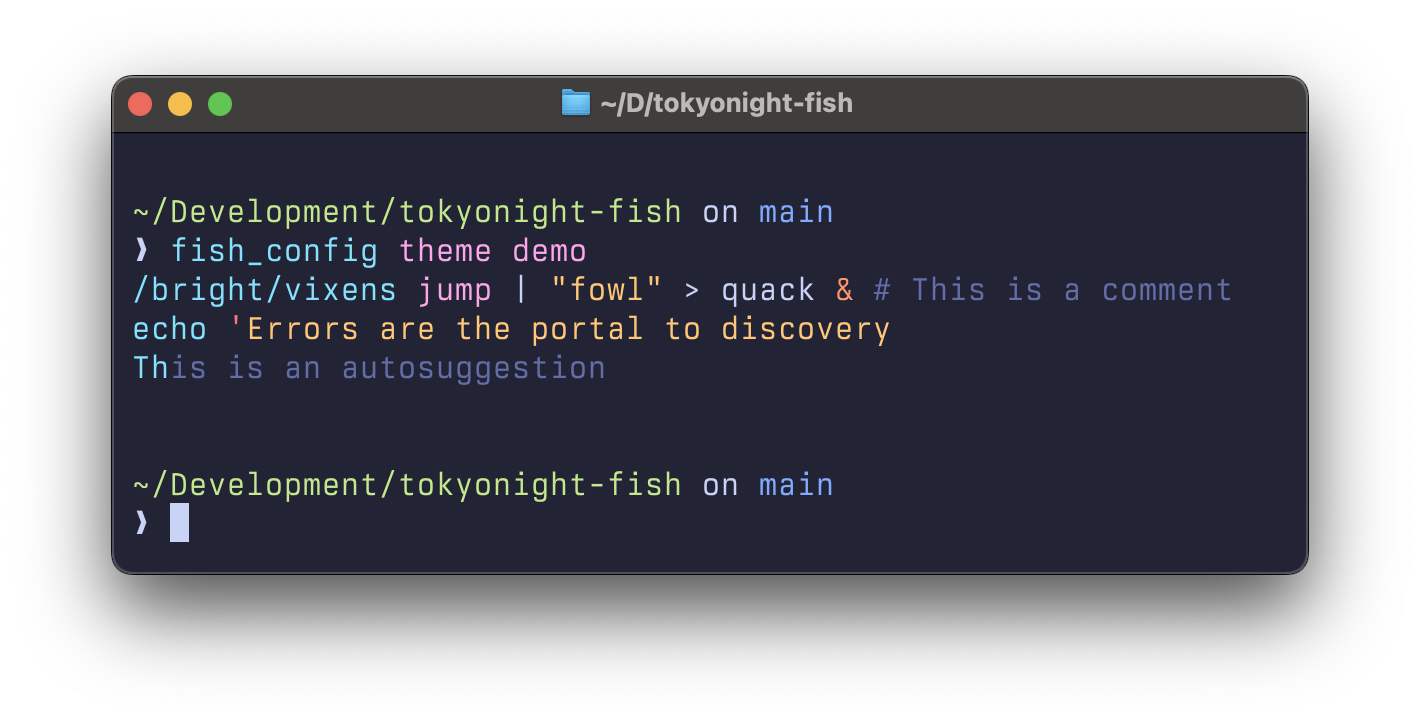 ~/D/tokyonight-fish
~/Development/tokyonight-fish on main
❯ fish_config theme demo
/bright/vixens jump | "fowl" > quack & # This is a comment
echo 'Errors are the portal to discovery
This is an autosuggestion
~/Development/tokyonight-fish on main
❯